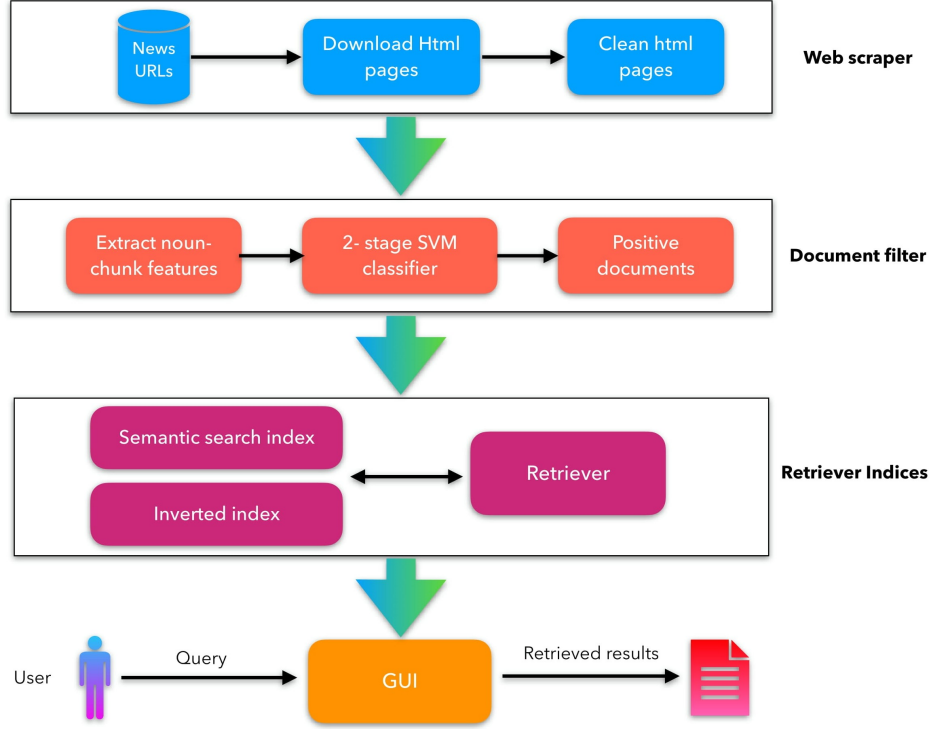 News
URLs
Download Html
pages
Clean html
pages
Web scraper
Extract noun-
chunk features
2- stage SVM
classifier
Positive
documents
Document filter
Semantic search index
Inverted index
Retriever
Retriever Indices
User
Query
GUI
Retrieved results